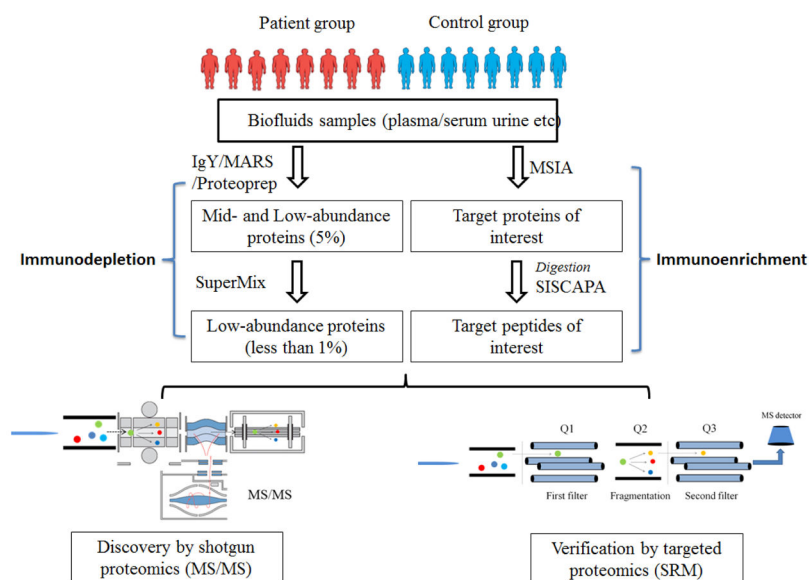 Patient group
Control group
Biofluids samples (plasma/serum urine etc)
IgY/MARS
/Proteoprep
MSIA
Mid- and Low-abundance
proteins (5%)
Target proteins of
interest
Immunodepletion
Immunoenrichment
SuperMix
Digestion
SISCAPA
Low-abundance proteins
(less than 1%)
Target peptides of
interest
MS/MS
Q1
Q2
Q3
MS detector
First filter
Fragmentation
Second filter
Discovery by shotgun
proteomics (MS/MS)
Verification by targeted
proteomics (SRM)